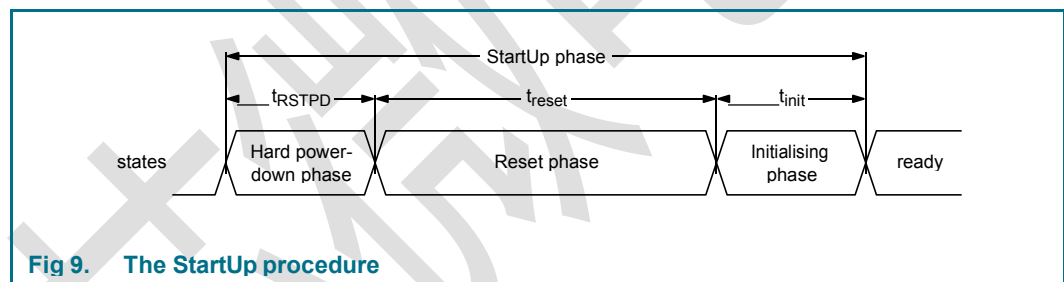 StartUp phase
tRSTPD
treset
tinit
states
Hard power-
down phase
Reset phase
Initialising
phase
ready
Fig 9. The StartUp procedure